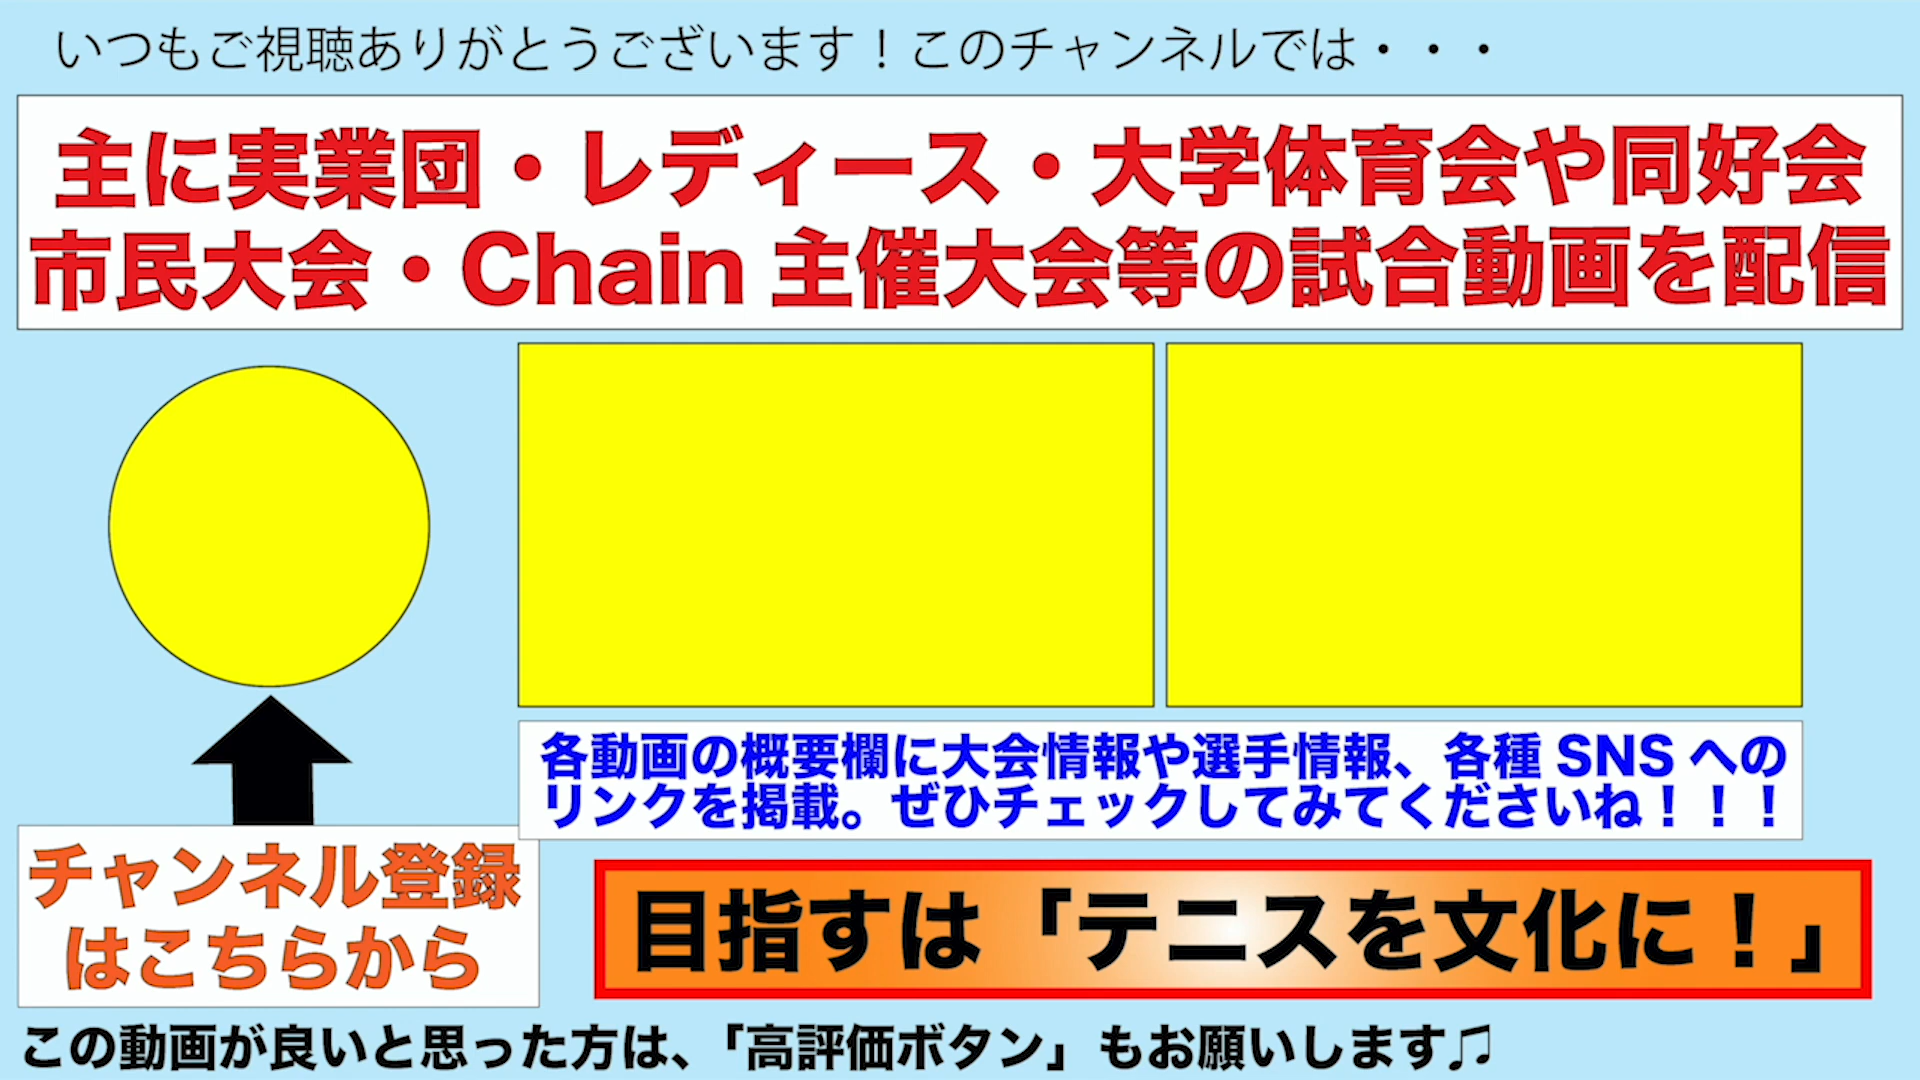 いつもご視聴ありがとうございます！このチャンネルでは・・・
主に実業団・レディース・大学体育会や同好会
市民大会・Chain 主催大会等の試合動画を配信
各動画の概要欄に大会情報や選手情報、各種 SNS への
リンクを掲載。ぜひチェックしてみてくださいね！！！
チャンネル登録
はこちらから
目指すは「テニスを文化に！」
この動画が良いと思った方は、「高評価ボタン」もお願いします♫